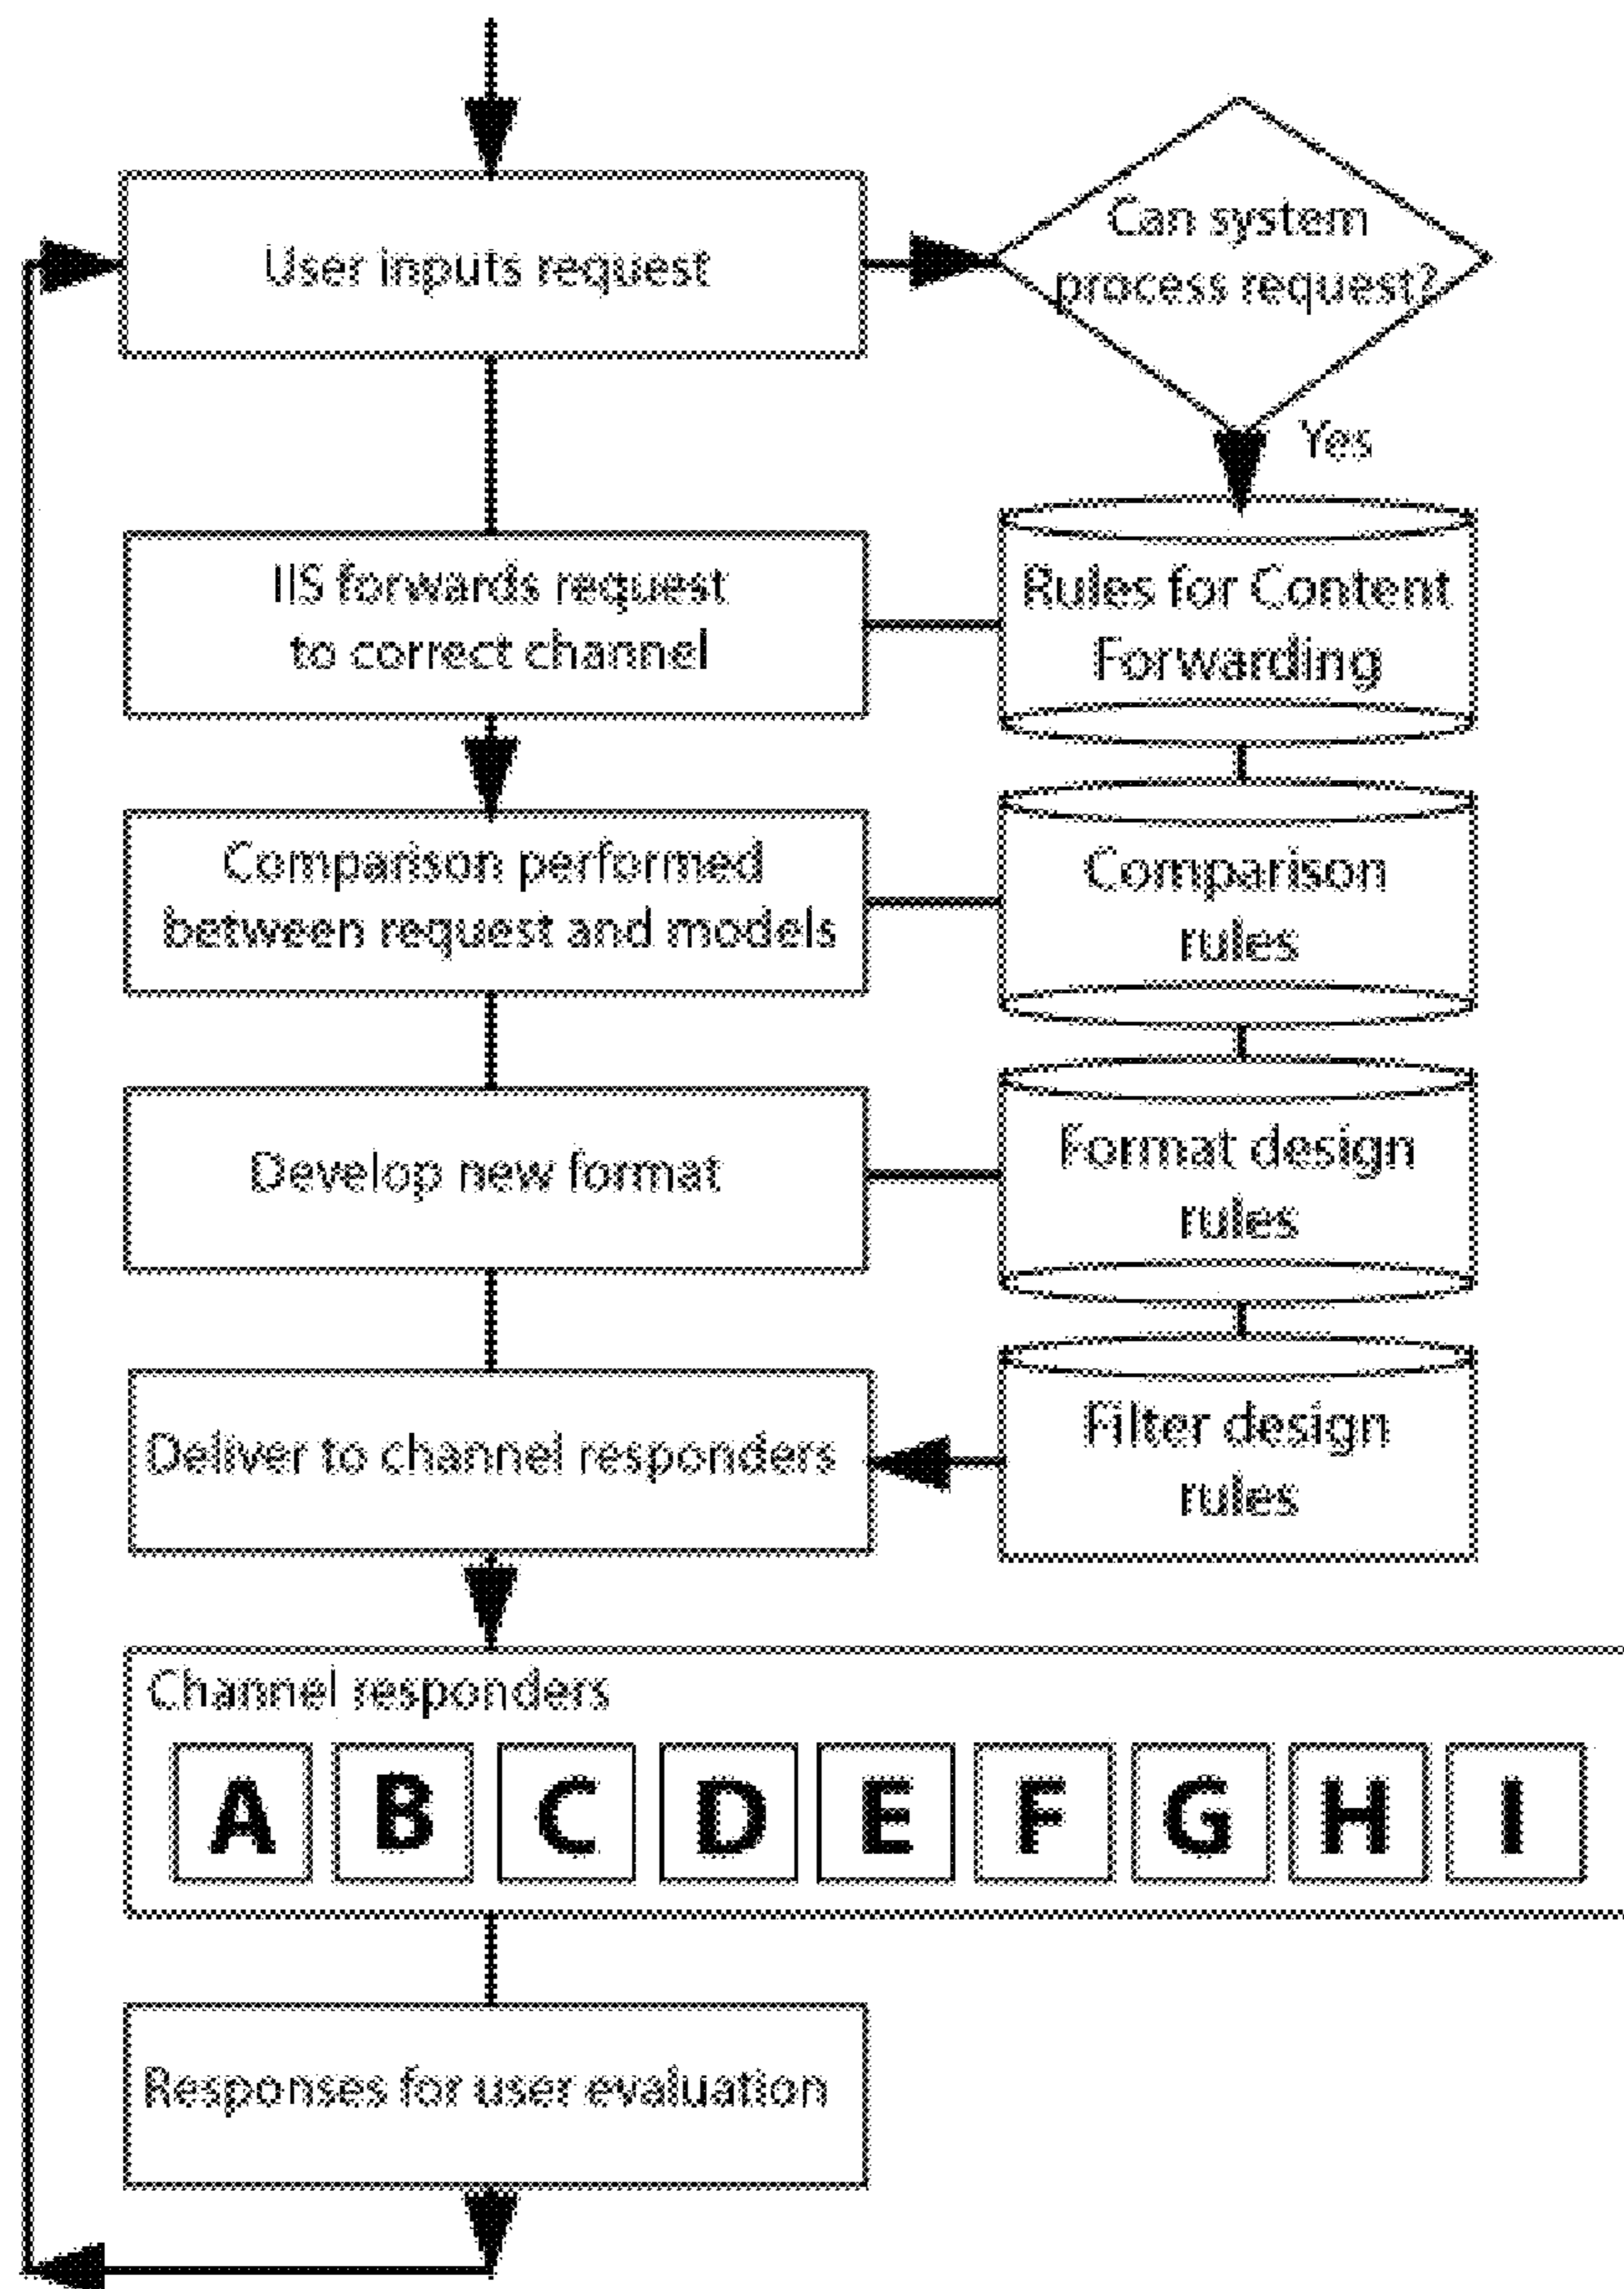 User inputs request
Can system
process request?
Yes
IIS forwards request
to correct channel
Rules for Content
Forwarding
Comparison performed
between request and models
Comparison
rules
Develop new format
Format design
rules
Deliver to channel responders
Filter design
rules
Channel responders
A B C D E F G H I
Responses for user evaluation